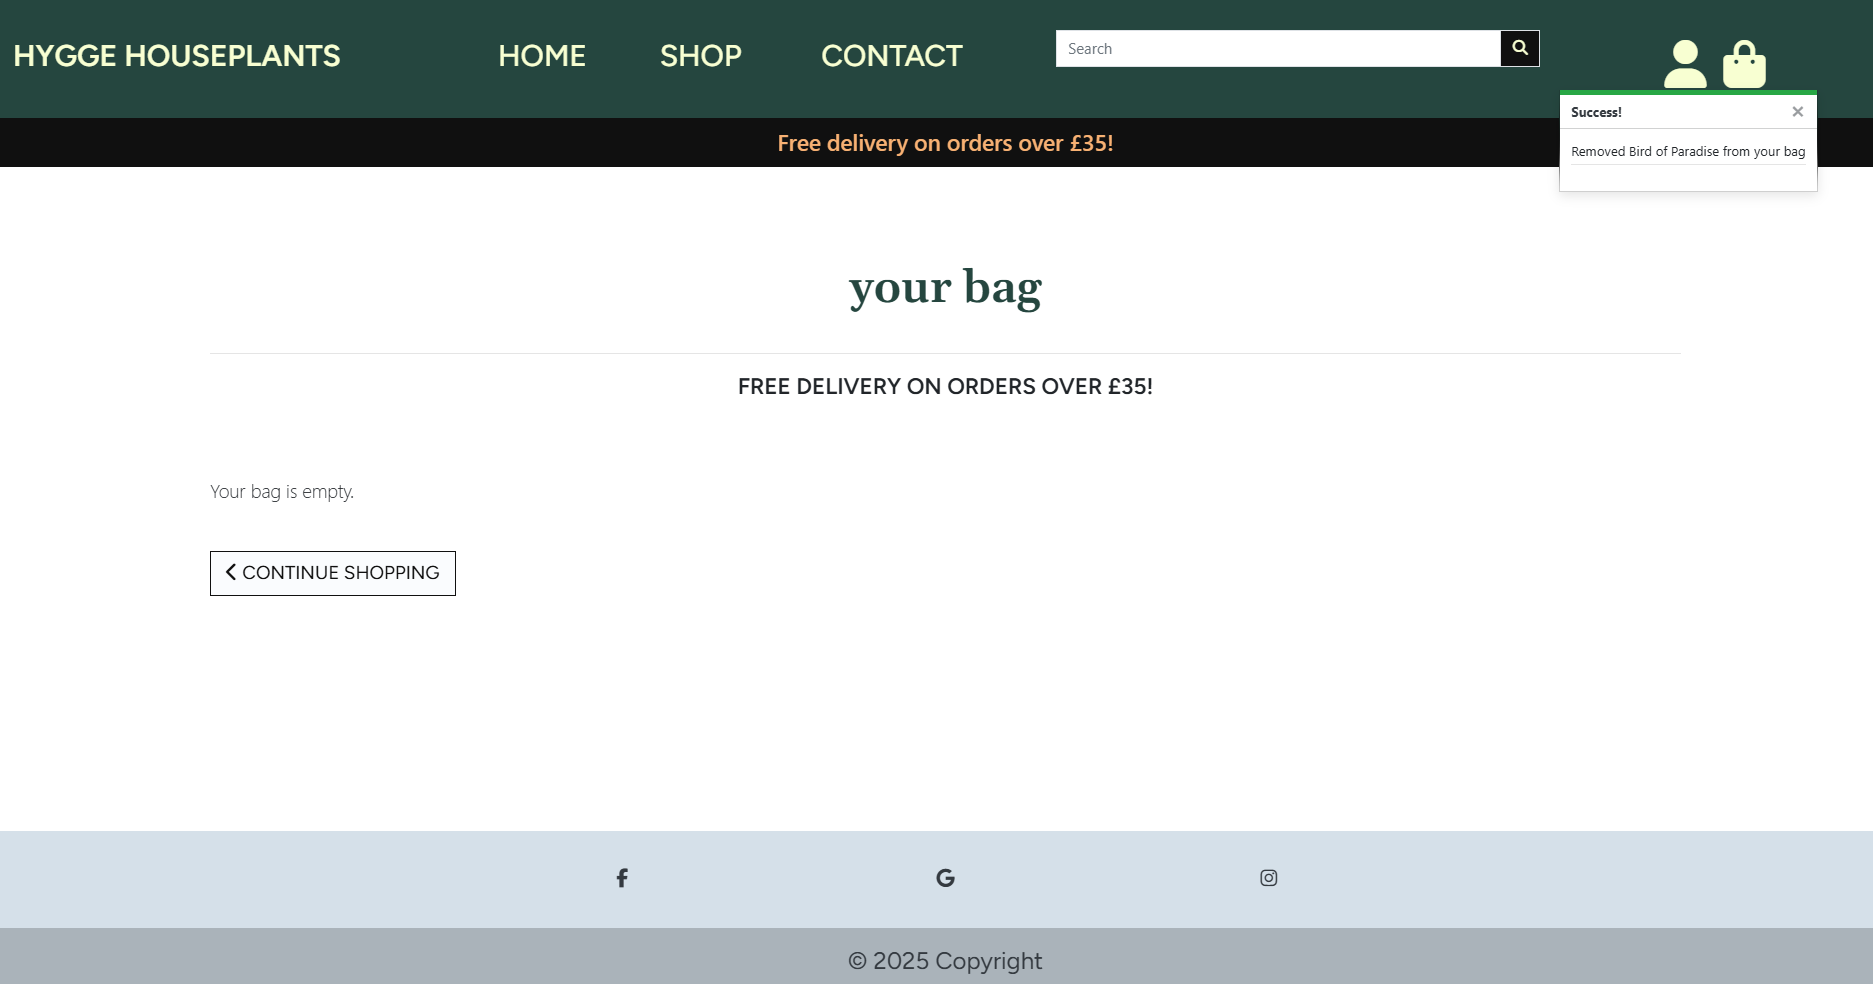 HYGGE HOUSEPLANTS
HOME
SHOP
CONTACT
Search
Success!
Removed Bird of Paradise from your bag
Free delivery on orders over £35!
your bag
FREE DELIVERY ON ORDERS OVER £35!
Your bag is empty.
CONTINUE SHOPPING
© 2025 Copyright